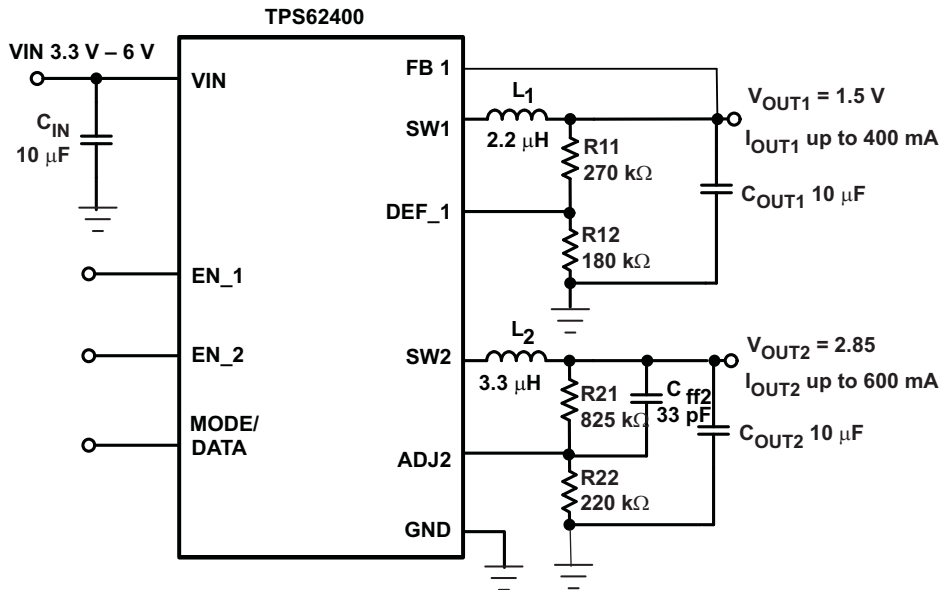 TPS62400
VIN 3.3 V – 6 V
VIN
FB 1
C_IN
10 μF
L1
SW1
2.2 μH
V_OUT1 = 1.5 V
I_OUT1 up to 400 mA
R11
270 kΩ
DEF_1
C_OUT1 10 μF
R12
180 kΩ
EN_1
EN_2
L2
SW2
3.3 μH
V_OUT2 = 2.85
I_OUT2 up to 600 mA
R21
825 kΩ
C ff2
33 pF
MODE/
DATA
C_OUT2 10 μF
ADJ2
R22
220 kΩ
GND